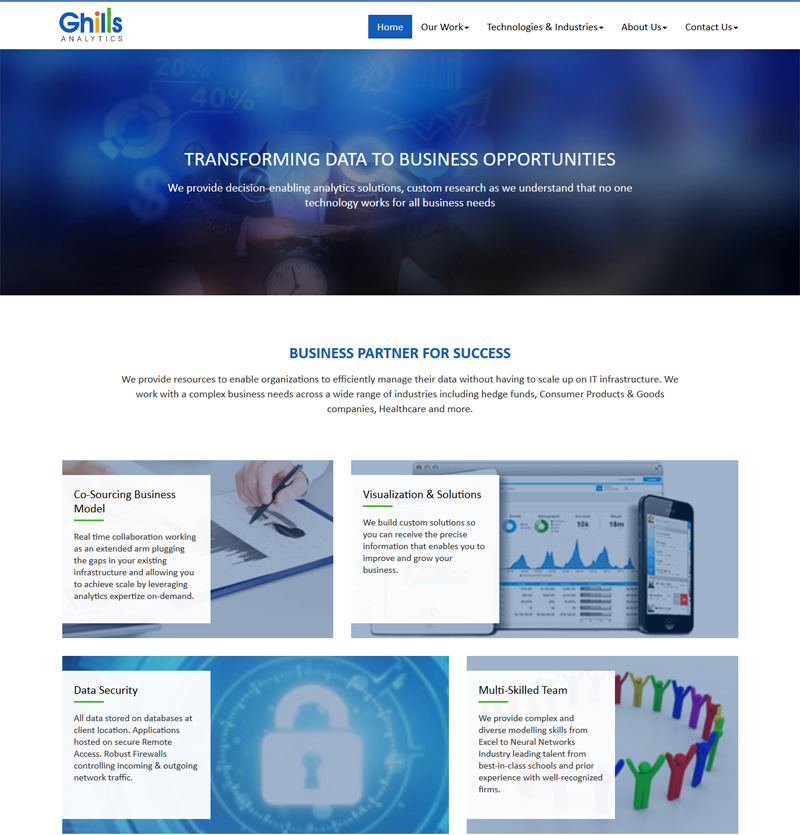 Ghills
ANALYTICS
Home
Our Work
Technologies & Industries
About Us
Contact Us
20%
40%
TRANSFORMING DATA TO BUSINESS OPPORTUNITIES
We provide decision-enabling analytics solutions, custom research as we understand that no one
technology works for all business needs
BUSINESS PARTNER FOR SUCCESS
We provide resources to enable organizations to efficiently manage their data without having to scale up on IT infrastructure. We
work with a complex business needs across a wide range of industries including hedge funds, Consumer Products & Goods
companies, Healthcare and more.
Co-Sourcing Business
Model
Real time collaboration working
as an extended arm plugging
the gaps in your existing
infrastructure and allowing you
to achieve scale by leveraging
analytics expertize on-demand.
Visualization & Solutions
We build custom solutions so
you can receive the precise
information that enables you to
improve and grow your
business.
10k
18m
Data Security
All data stored on databases at
client location. Applications
hosted on secure Remote
Access. Robust Firewalls
controlling incoming & outgoing
network traffic.
Multi-Skilled Team
We provide complex and
diverse modelling skills from
Excel to Neural Networks
Industry leading talent from
best-in-class schools and prior
experience with well-recognized
firms.